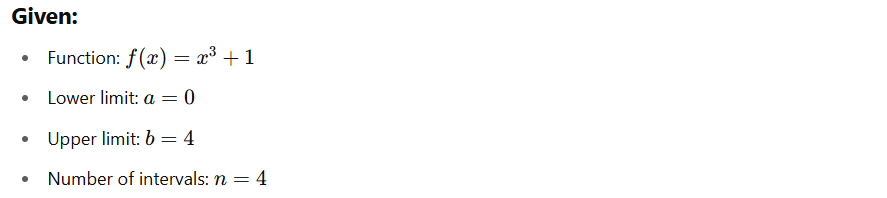 Given:
• Function: f(x) = x³ + 1
• Lower limit: a = 0
• Upper limit: b = 4
• Number of intervals: n = 4